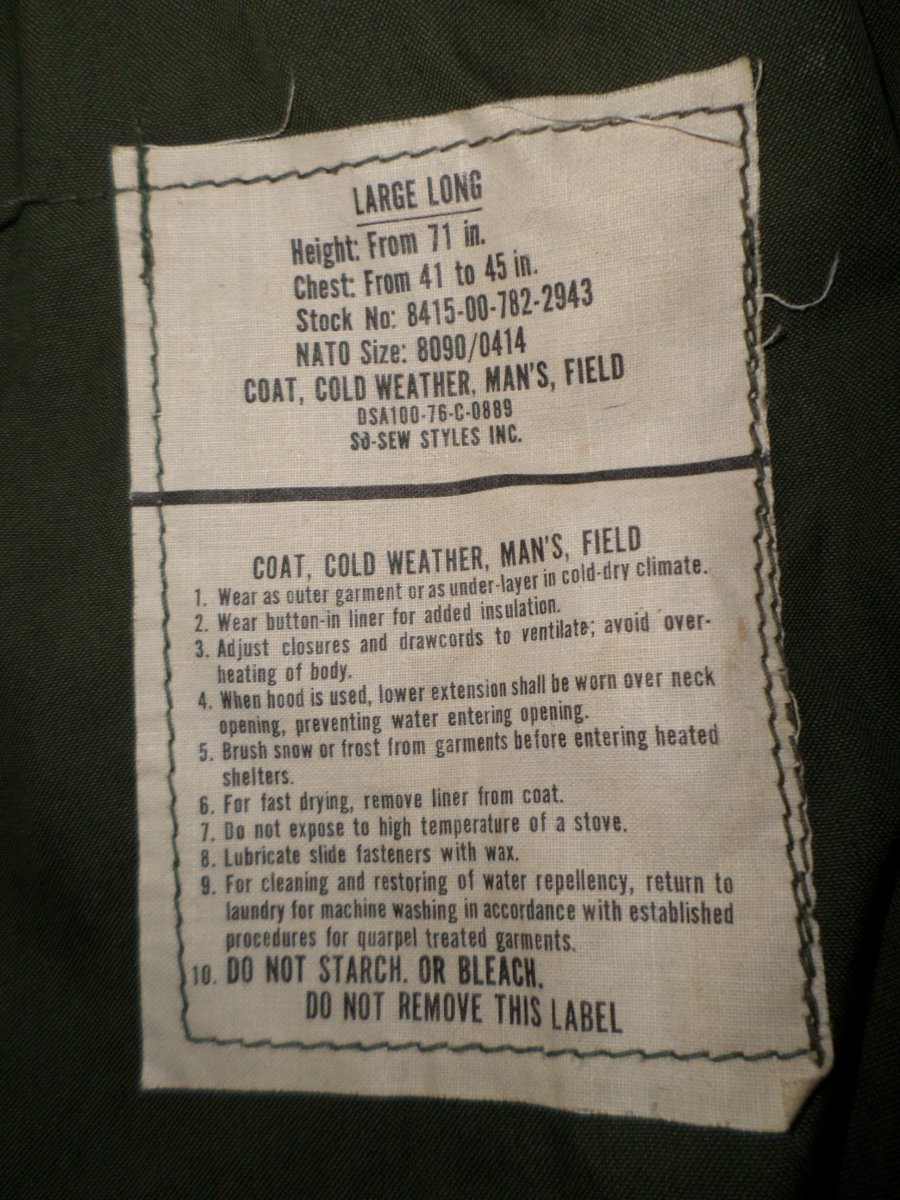 LARGE LONG
Height: From 71 in.
Chest: From 41 to 45 in.
Stock No: 8415-00-782-2943
NATO Size: 8090/0414
COAT, COLD WEATHER, MAN'S, FIELD
DSA100-76-C-0889
SO-SEW STYLES INC.
COAT, COLD WEATHER, MAN'S, FIELD
1. Wear as outer garment or as under-layer in cold-dry climate.
2. Wear button-in liner for added insulation.
3. Adjust closures and drawcords to ventilate; avoid over-
heating of body.
4. When hood is used, lower extension shall be worn over neck
opening, preventing water entering opening.
5. Brush snow or frost from garments before entering heated
shelters.
6. For fast drying, remove liner from coat.
7. Do not expose to high temperature of a stove.
8. Lubricate slide fasteners with wax.
9. For cleaning and restoring of water repellency, return to
laundry for machine washing in accordance with established
procedures for quarpel treated garments.
10. DO NOT STARCH. OR BLEACH.
DO NOT REMOVE THIS LABEL